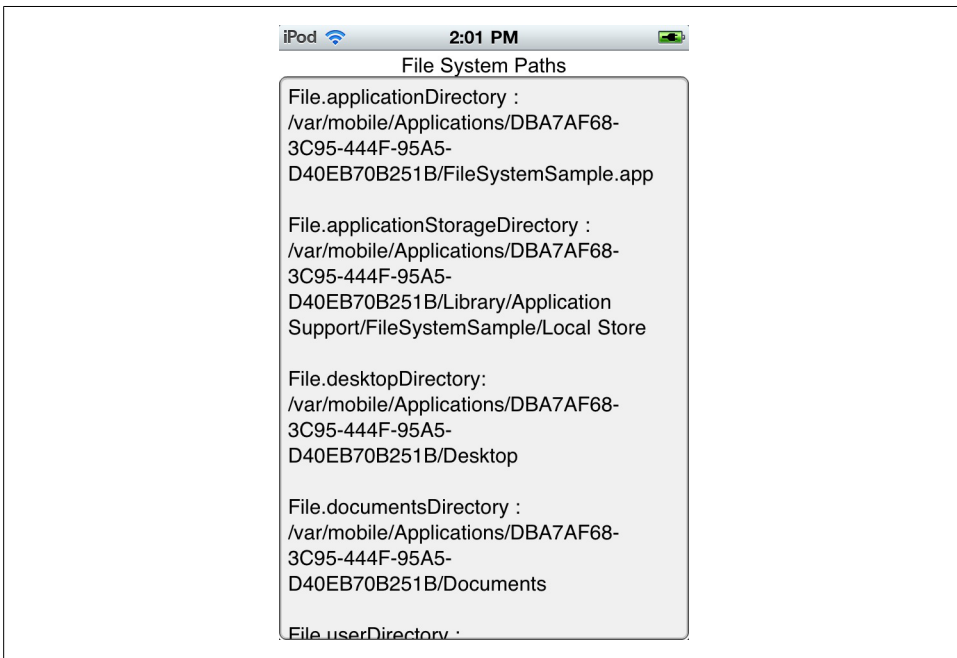 iPod 2:01 PM
File System Paths
File.applicationDirectory :
/var/mobile/Applications/DBA7AF68-
3C95-444F-95A5-
D40EB70B251B/FileSystemSample.app
File.applicationStorageDirectory :
/var/mobile/Applications/DBA7AF68-
3C95-444F-95A5-
D40EB70B251B/Library/Application
Support/FileSystemSample/Local Store
File.desktopDirectory:
/var/mobile/Applications/DBA7AF68-
3C95-444F-95A5-
D40EB70B251B/Desktop
File.documentsDirectory :
/var/mobile/Applications/DBA7AF68-
3C95-444F-95A5-
D40EB70B251B/Documents
File.userDirectory :